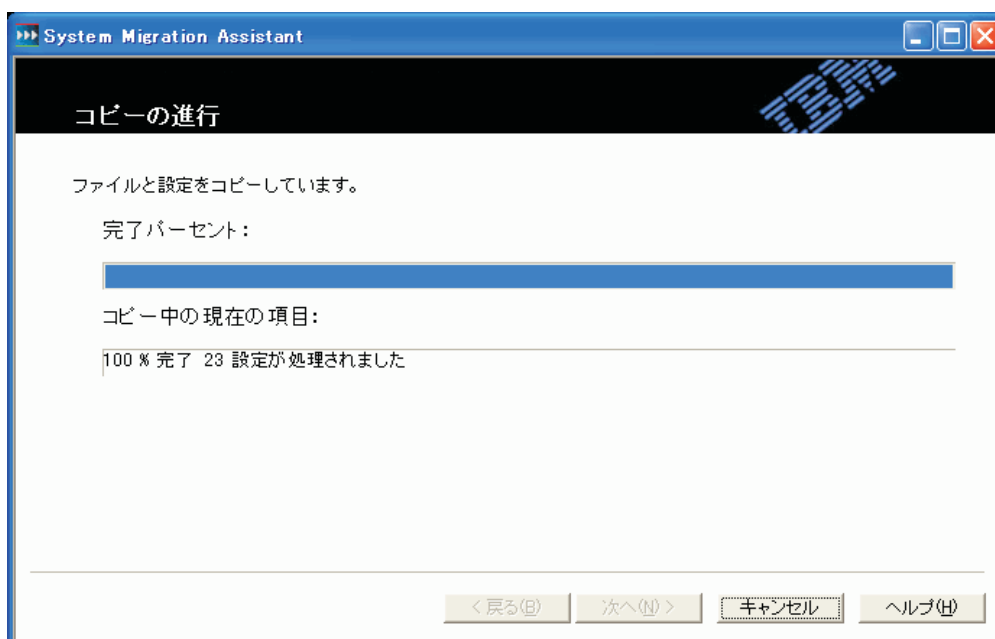 System Migration Assistant
IBM
コピーの進行
ファイルと設定をコピーしています。
完了パーセント:
コピー中の現在の項目:
100 % 完了 23 設定が処理されました
< 戻る(B)
次へ(N) >
キャンセル
ヘルプ(H)